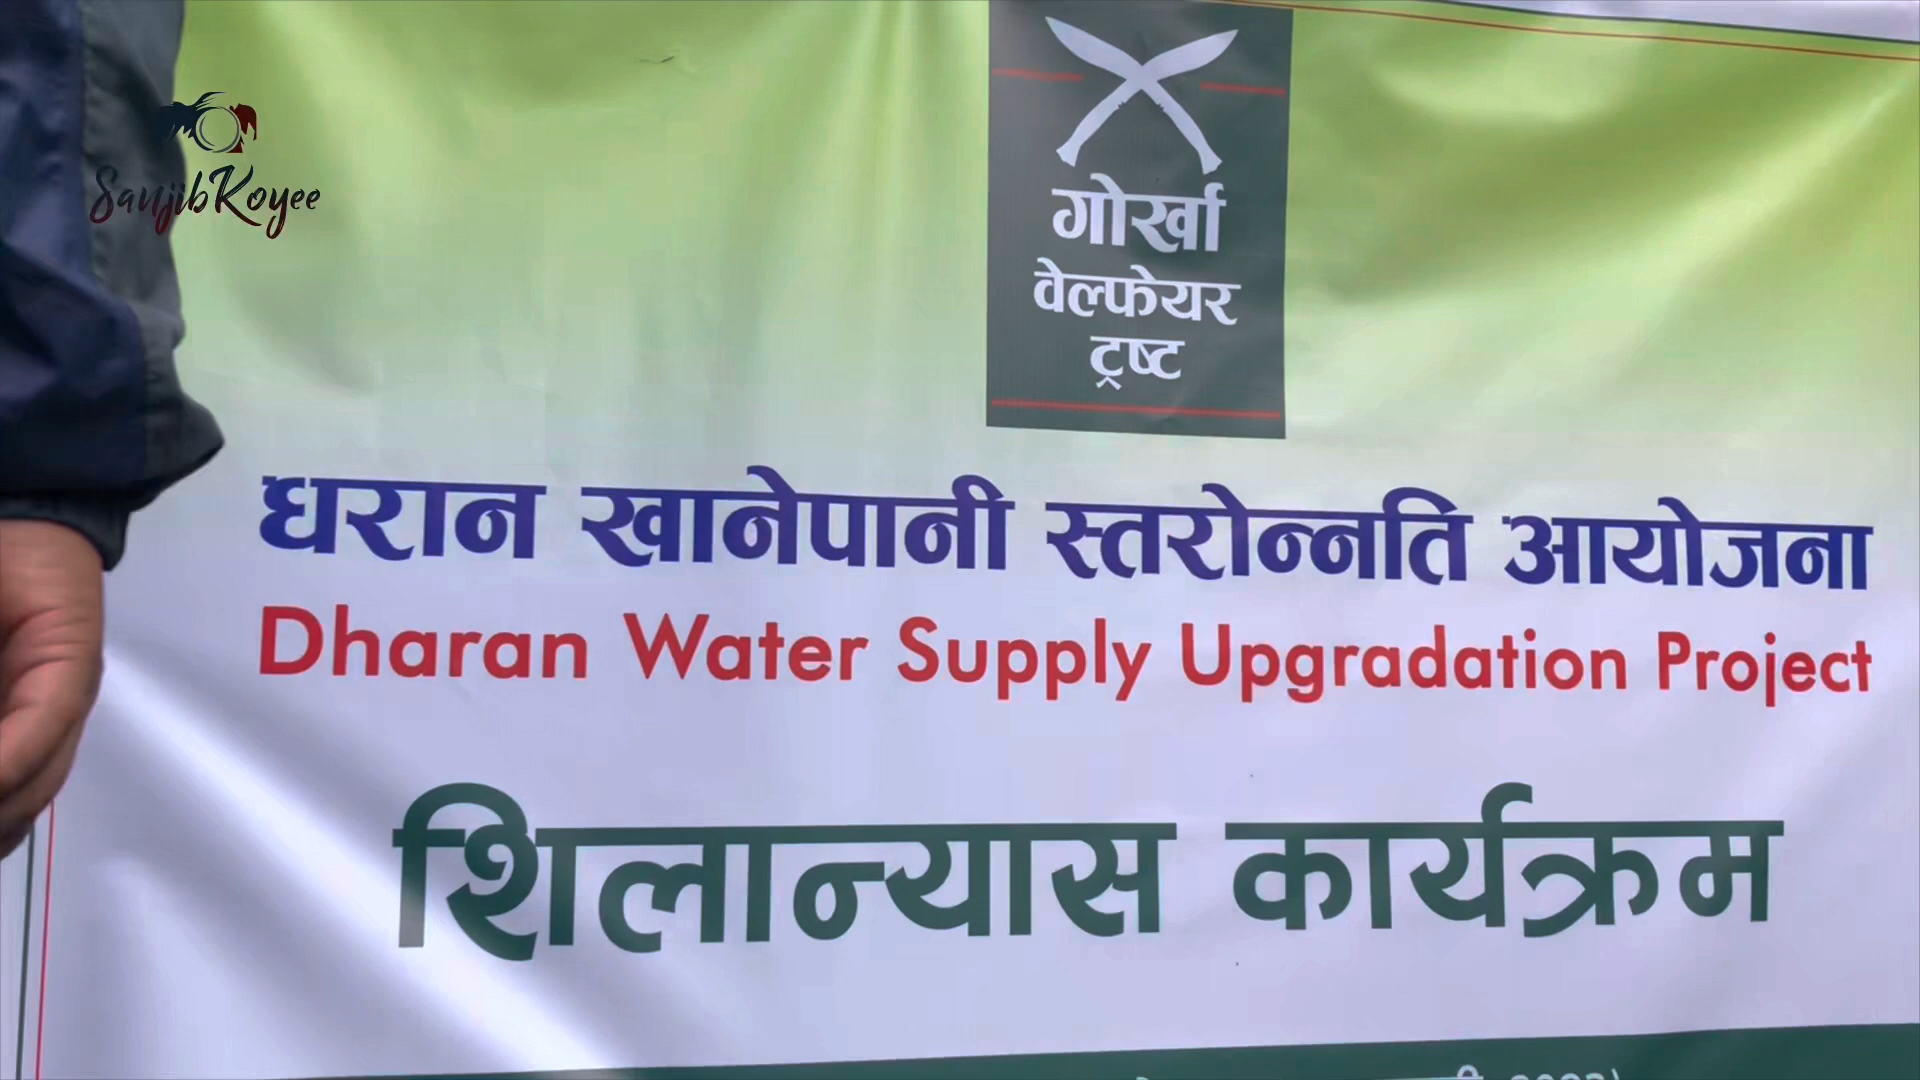 SanjibKoyee
गोर्खा
वेल्फेयर
ट्रष्ट
धरान खानेपानी स्तरोन्नति आयोजना
Dharan Water Supply Upgradation Project
शिलान्यास कार्यक्रम